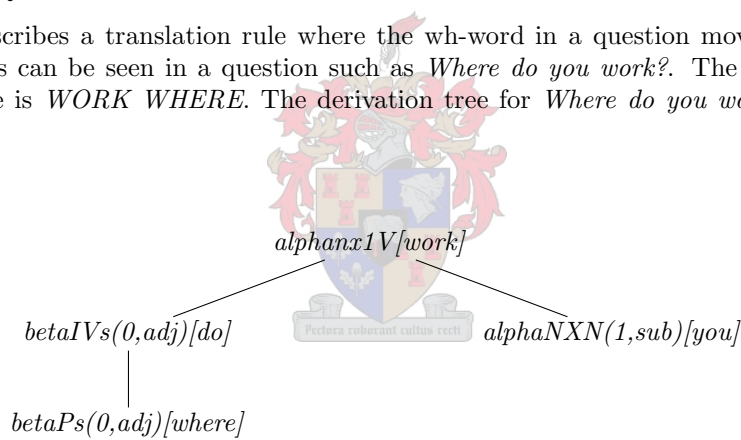 scribes a translation rule where the wh-word in a question mov
s can be seen in a question such as Where do you work?. The
e is WORK WHERE. The derivation tree for Where do you wo
alphanx1V[work]
betaIVs(0,adj)[do] alphaNXN(1,sub)[you]
Pectora roborant cultus recti
betaPs(0,adj)[where]